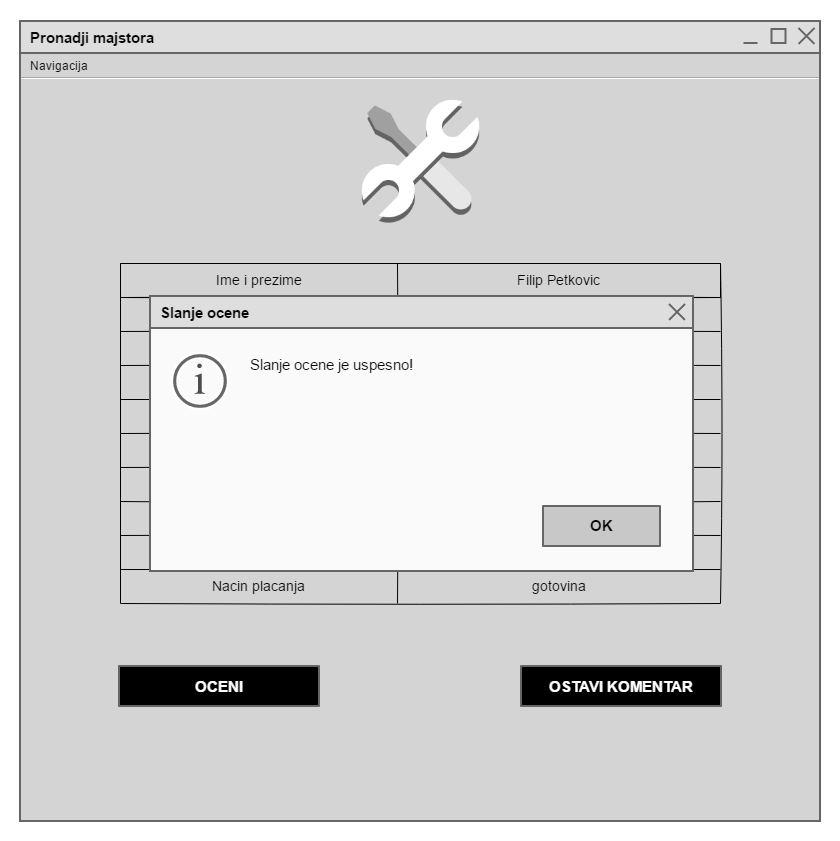 Pronadji majstora
Navigacija
Ime i prezime Filip Petkovic
Slanje ocene
i
Slanje ocene je uspesno!
OK
Nacin placanja gotovina
OCENI OSTAVI KOMENTAR